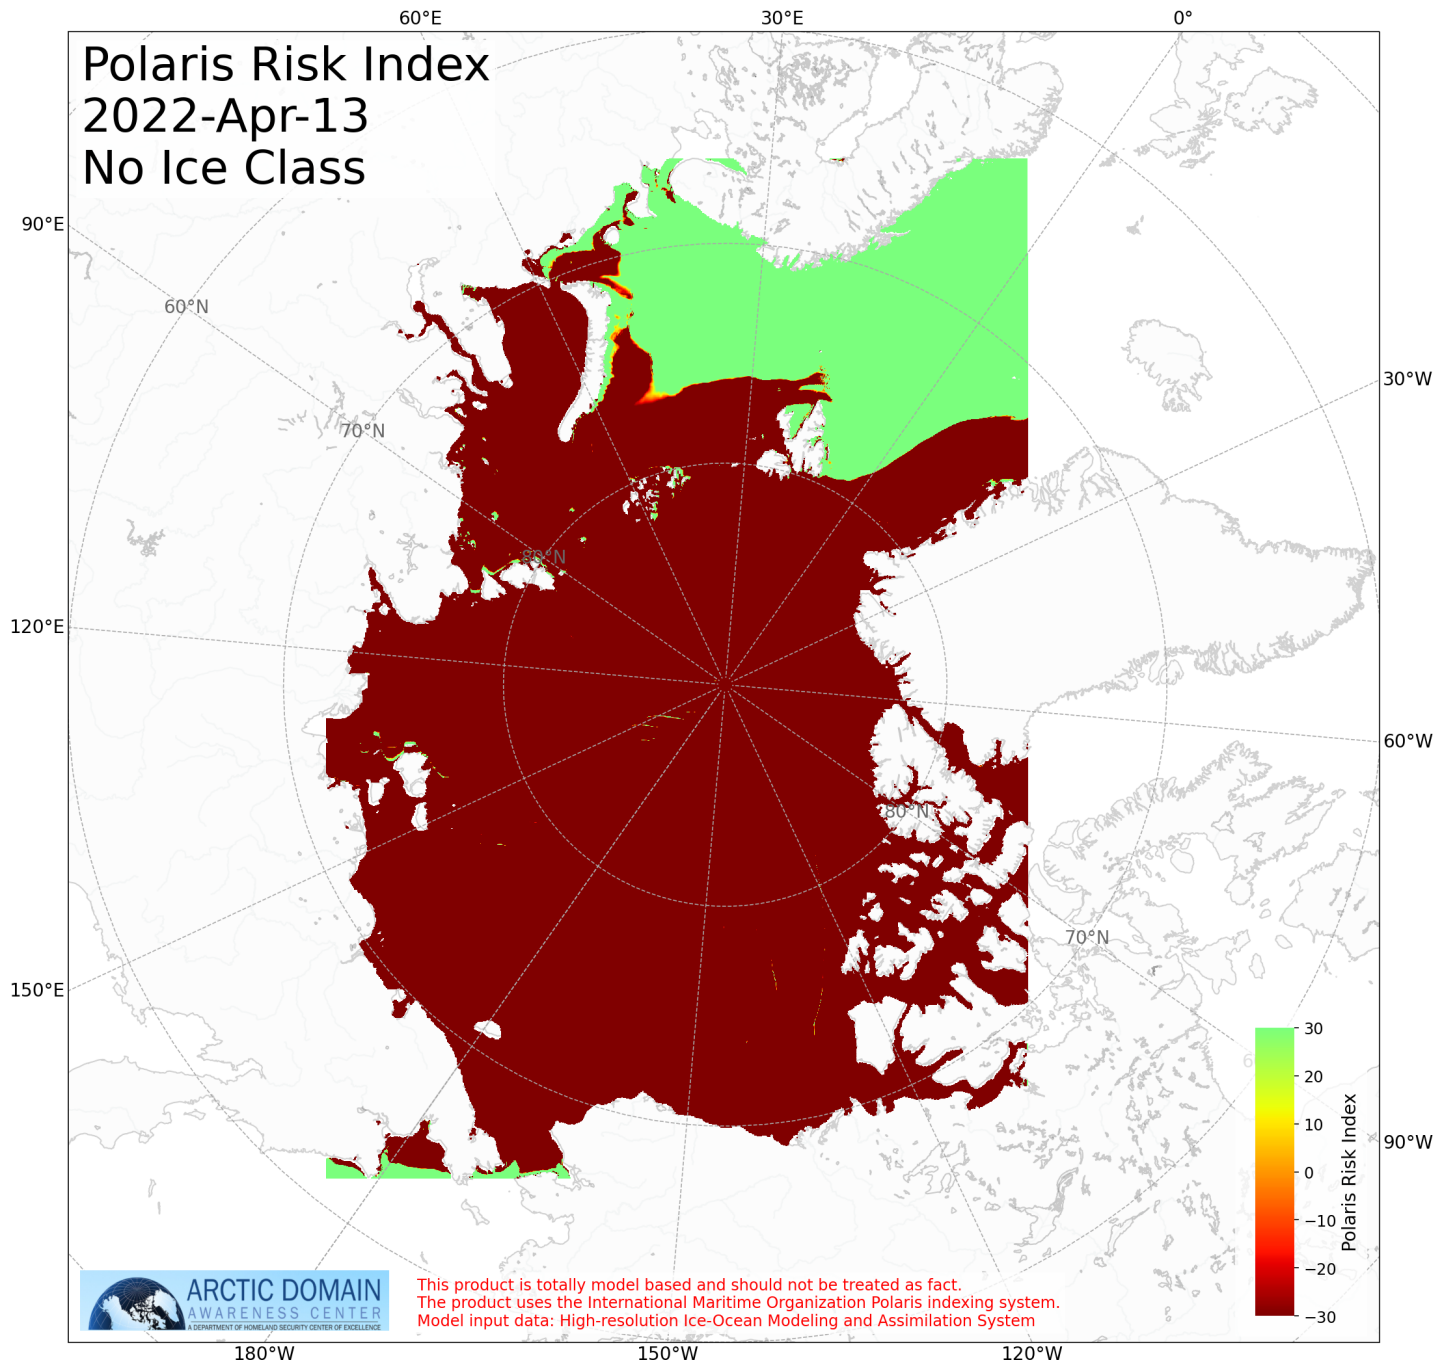 60°E 30°E 0°
Polaris Risk Index
2022-Apr-13
No Ice Class
90°E
60°N
30°W
70°N
80°N
120°E
60°W
80°N
70°N
150°E
30
20
10
0
−10
−20
−30
Polaris Risk Index
90°W
ARCTIC DOMAIN
AWARENESS CENTER
A DEPARTMENT OF HOMELAND SECURITY CENTER OF EXCELLENCE
This product is totally model based and should not be treated as fact.
The product uses the International Maritime Organization Polaris indexing system.
Model input data: High-resolution Ice-Ocean Modeling and Assimilation System
180°W 150°W 120°W